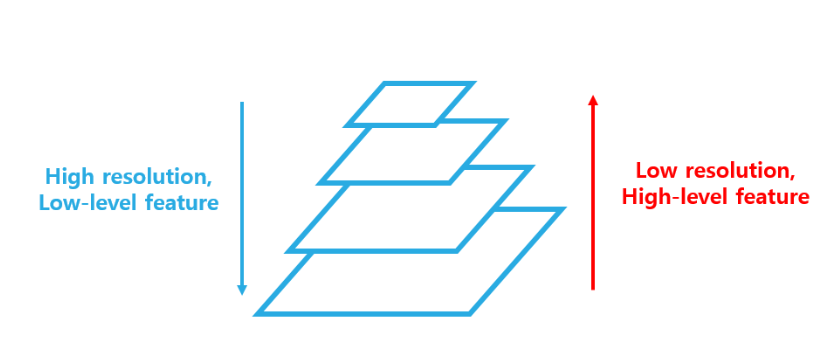 High resolution,
Low-level feature
Low resolution,
High-level feature